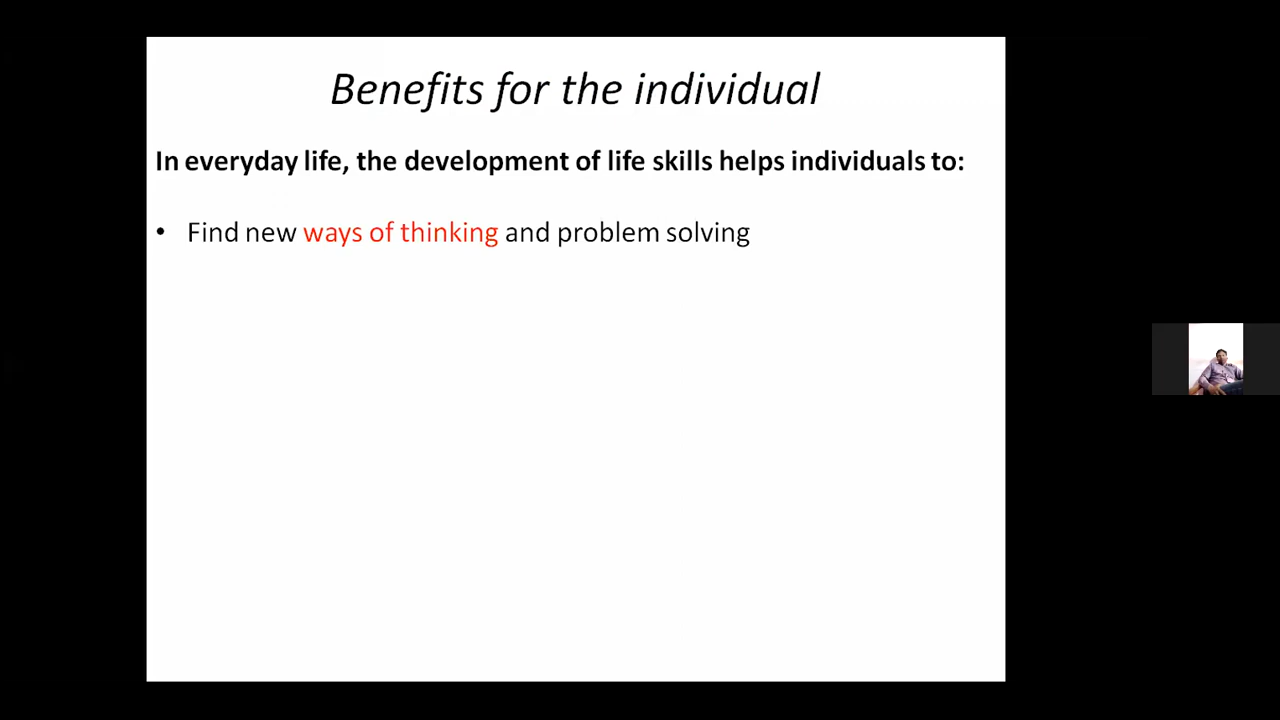 Benefits for the individual
In everyday life, the development of life skills helps individuals to:
• Find new ways of thinking and problem solving